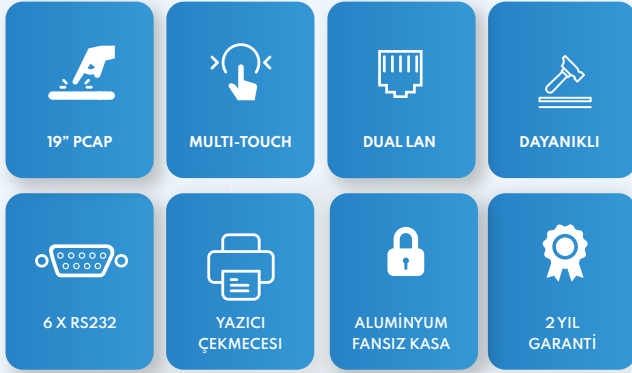 19" PCAP
MULTI-TOUCH
DUAL LAN
DAYANIKLI
6 X RS232
YAZICI
ÇEKMECESİ
ALUMİNYUM
FANSIZ KASA
2 YIL
GARANTİ